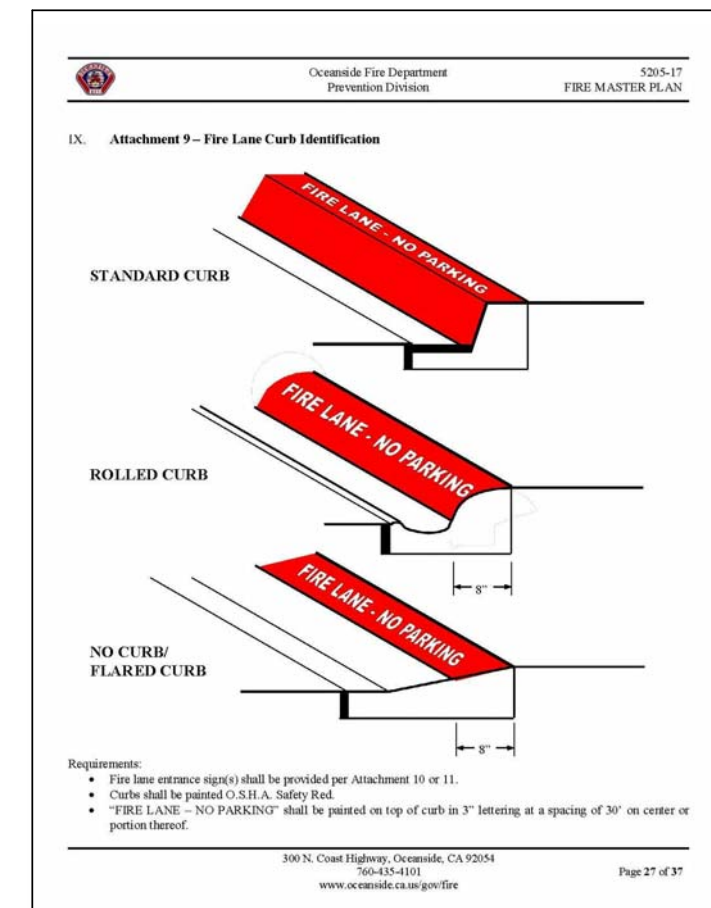 OCEANSIDE
FIRE
Oceanside Fire Department
Prevention Division
5205-17
FIRE MASTER PLAN
IX. Attachment 9 – Fire Lane Curb Identification
FIRE LANE - NO PARKING
STANDARD CURB
FIRE LANE - NO PARKING
ROLLED CURB
8"
FIRE LANE - NO PARKING
NO CURB/
FLARED CURB
8"
Requirements:
• Fire lane entrance sign(s) shall be provided per Attachment 10 or 11.
• Curbs shall be painted O.S.H.A. Safety Red.
• "FIRE LANE – NO PARKING" shall be painted on top of curb in 3" lettering at a spacing of 30' on center or
portion thereof.
300 N. Coast Highway, Oceanside, CA 92054
760-435-4101
www.oceanside.ca.us/gov/fire
Page 27 of 37